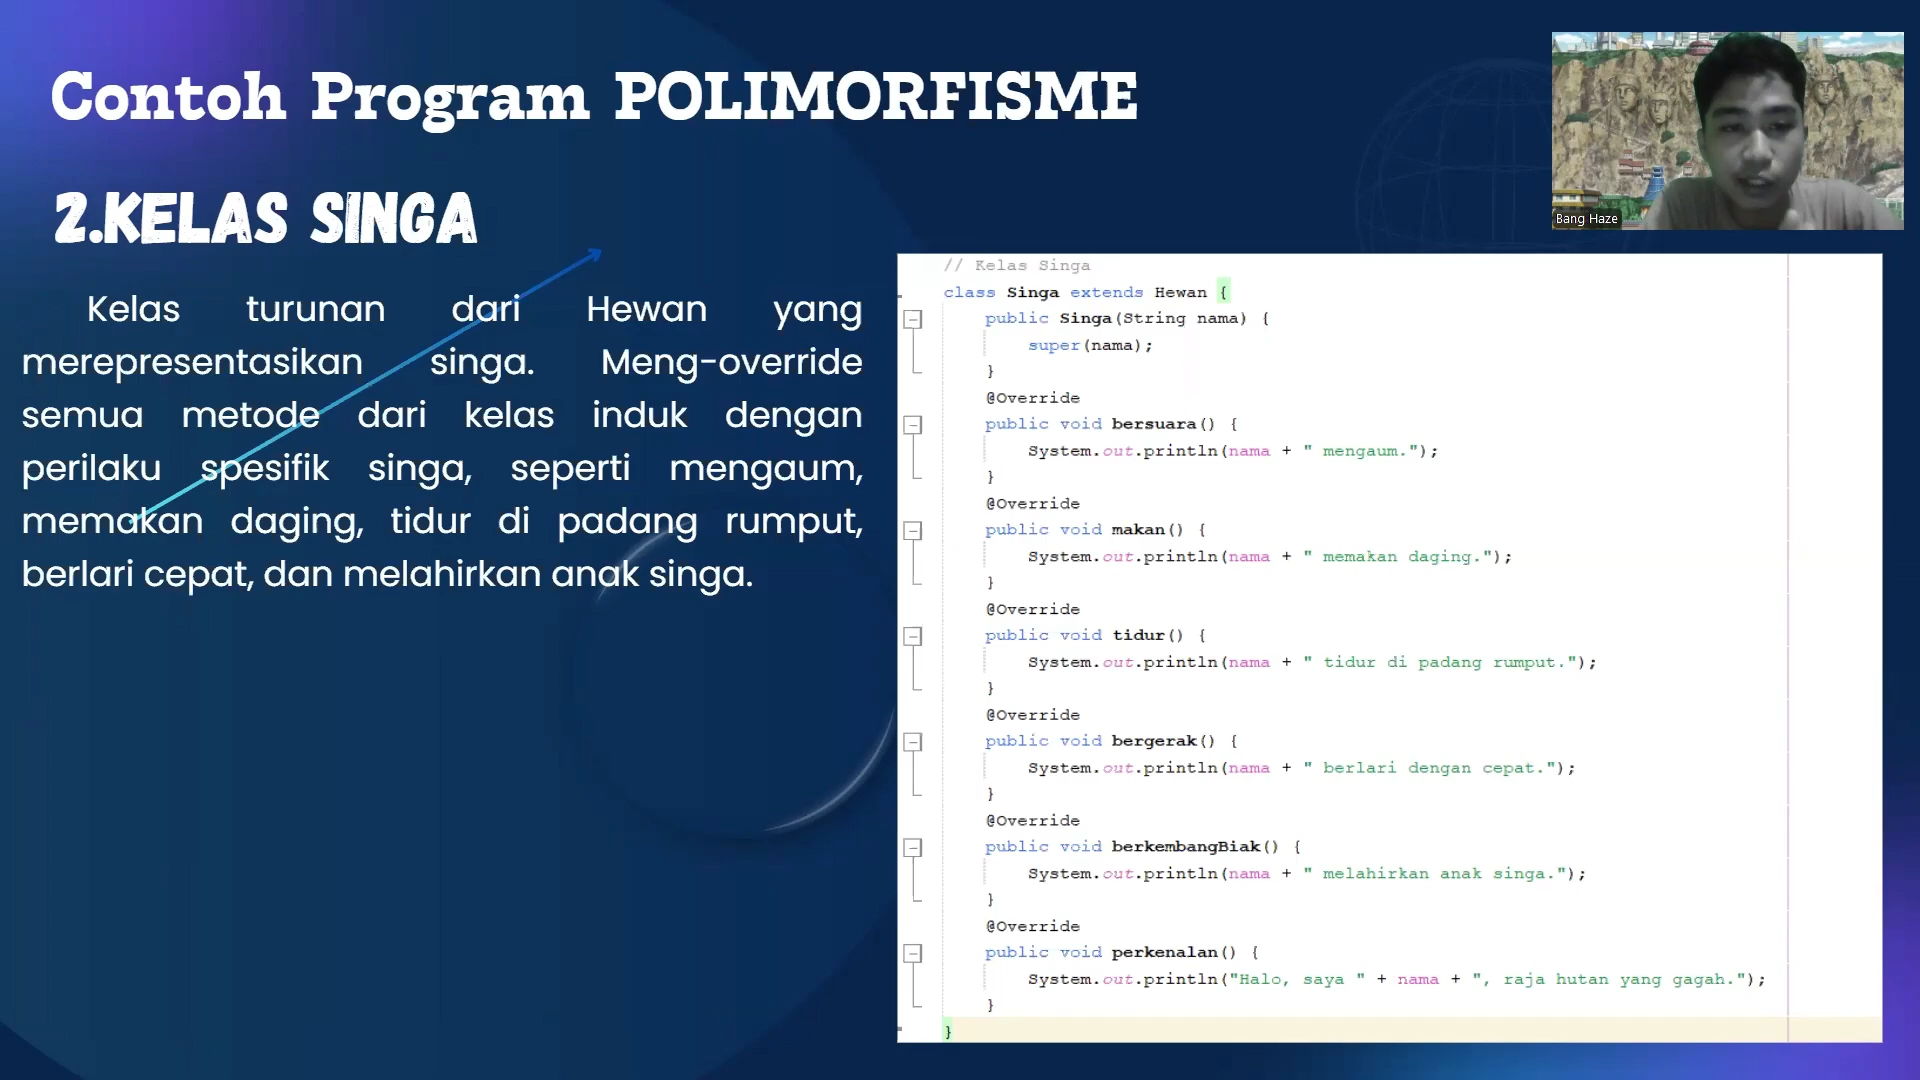 Contoh Program POLIMORFISME
2.KELAS SINGA
Kelas turunan dari Hewan yang
merepresentasikan singa. Meng-override
semua metode dari kelas induk dengan
perilaku spesifik singa, seperti mengaum,
memakan daging, tidur di padang rumput,
berlari cepat, dan melahirkan anak singa.
Bang Haze
// Kelas Singa
class Singa extends Hewan {
public Singa(String nama) {
super(nama);
}
@Override
public void bersuara() {
System.out.println(nama + " mengaum.");
}
@Override
public void makan() {
System.out.println(nama + " memakan daging.");
}
@Override
public void tidur() {
System.out.println(nama + " tidur di padang rumput.");
}
@Override
public void bergerak() {
System.out.println(nama + " berlari dengan cepat.");
}
@Override
public void berkembangBiak() {
System.out.println(nama + " melahirkan anak singa.");
}
@Override
public void perkenalan() {
System.out.println("Halo, saya " + nama + ", raja hutan yang gagah.");
}
}